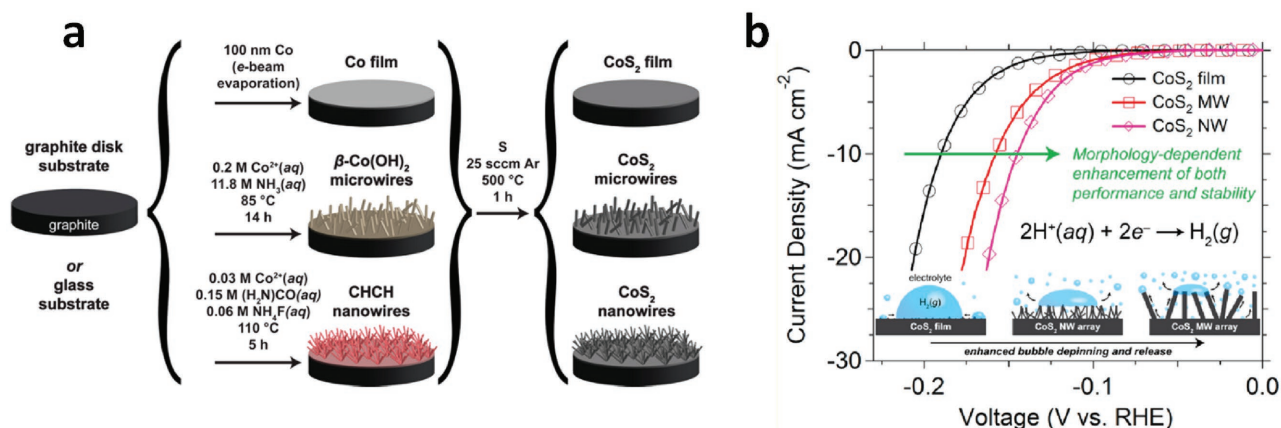 a
graphite disk
substrate
graphite
or
glass
substrate
100 nm Co
(e-beam
evaporation)
Co film
0.2 M Co²⁺(aq)
11.8 M NH₃(aq)
85 °C
14 h
β-Co(OH)₂
microwires
0.03 M Co²⁺(aq)
0.15 M (H₂N)CO(aq)
0.06 M NH₄F(aq)
110 °C
5 h
CHCH
nanowires
S
25 sccm Ar
500 °C
1 h
CoS₂ film
CoS₂
microwires
CoS₂
nanowires
b
Current Density (mA cm⁻²)
0
-10
-20
-30
CoS₂ film
CoS₂ MW
CoS₂ NW
Morphology-dependent
enhancement of both
performance and stability
2H⁺(aq) + 2e⁻ → H₂(g)
electrolyte
H₂(g)
CoS₂ film
CoS₂ NW array
CoS₂ MW array
enhanced bubble depinning and release
-0.2
-0.1
0.0
Voltage (V vs. RHE)